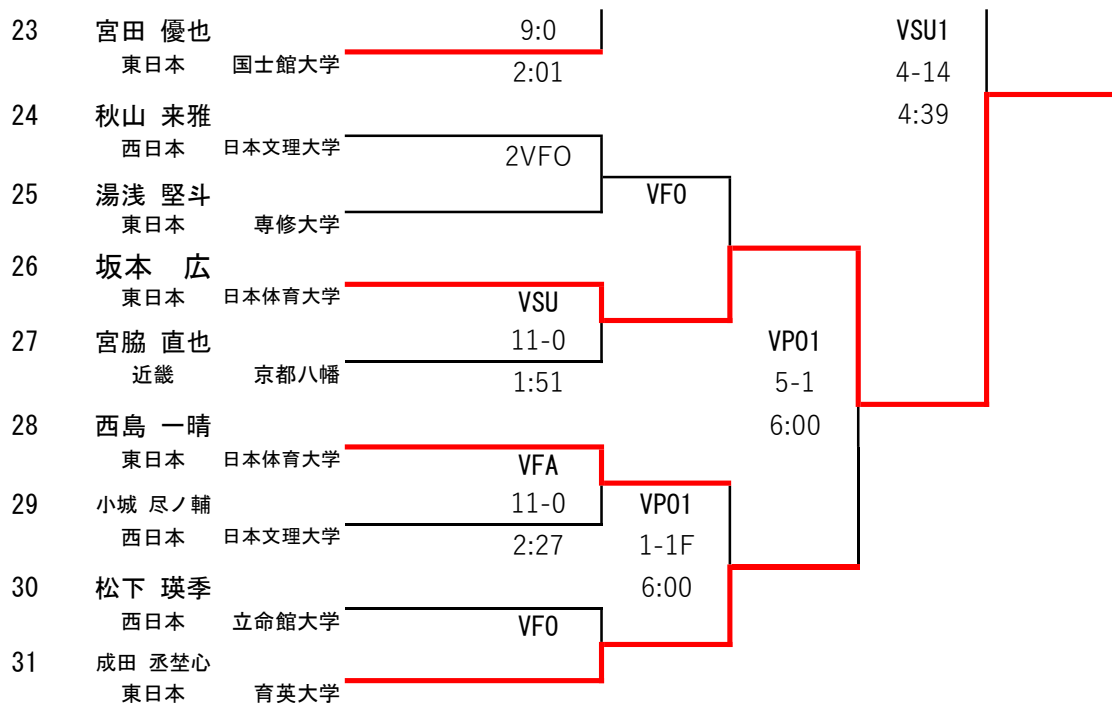 23 宮田 優也 9:0 VSU1
東日本 国士館大学 2:01 4-14
24 秋山 来雅 4:39
西日本 日本文理大学 2VFO
25 湯浅 堅斗 VFO
東日本 専修大学
26 坂本 広
東日本 日本体育大学 VSU
27 宮脇 直也 11-0 VPO1
近畿 京都八幡 1:51 5-1
28 西島 一晴 6:00
東日本 日本体育大学 VFA
29 小城 尽ノ輔 11-0 VPO1
西日本 日本文理大学 2:27 1-1F
30 松下 瑛季 6:00
西日本 立命館大学 VFO
31 成田 丞埜心
東日本 育英大学